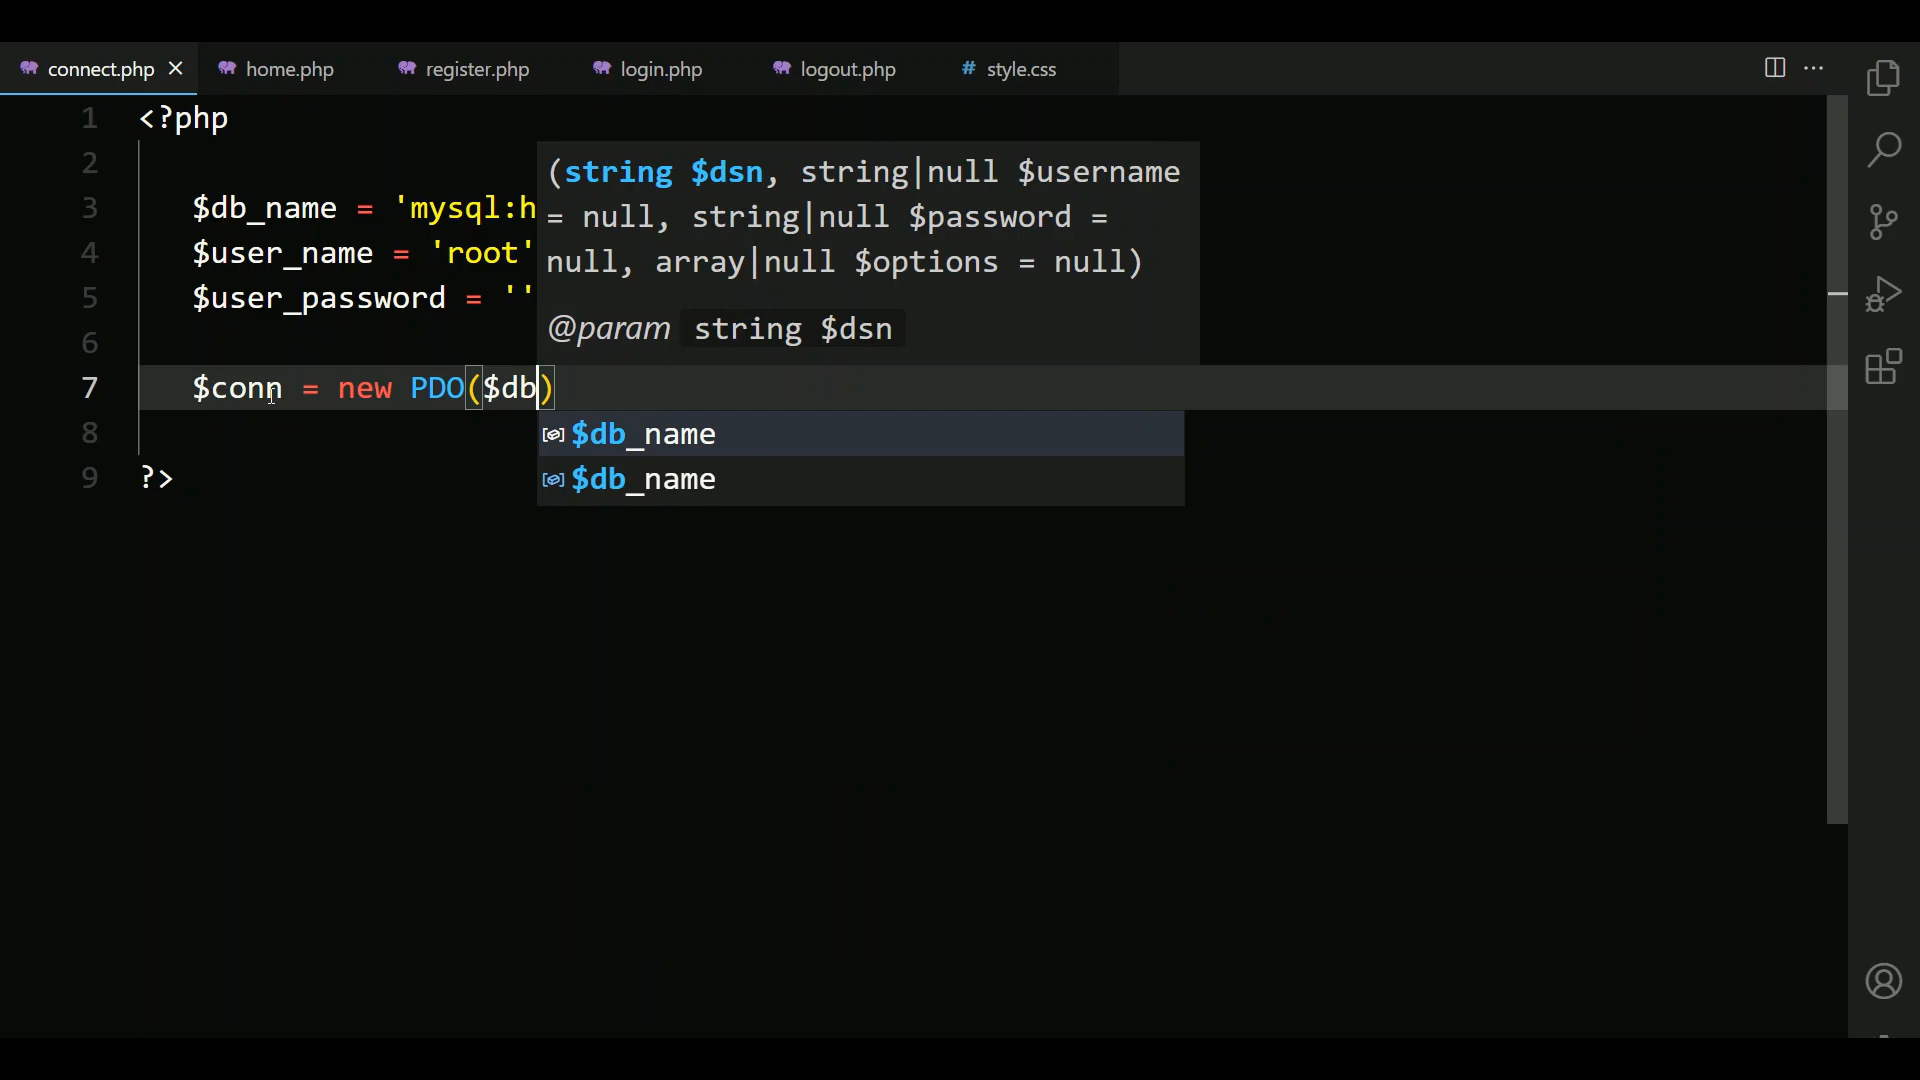 connect.php home.php register.php login.php logout.php # style.css
1 <?php
2
3 $db_name = 'mysql:h
4 $user_name = 'root'
5 $user_password = ''
6
7 $conn = new PDO($db)
8
9 ?>
(string $dsn, string|null $username
= null, string|null $password =
null, array|null $options = null)
@param string $dsn
$db_name
$db_name